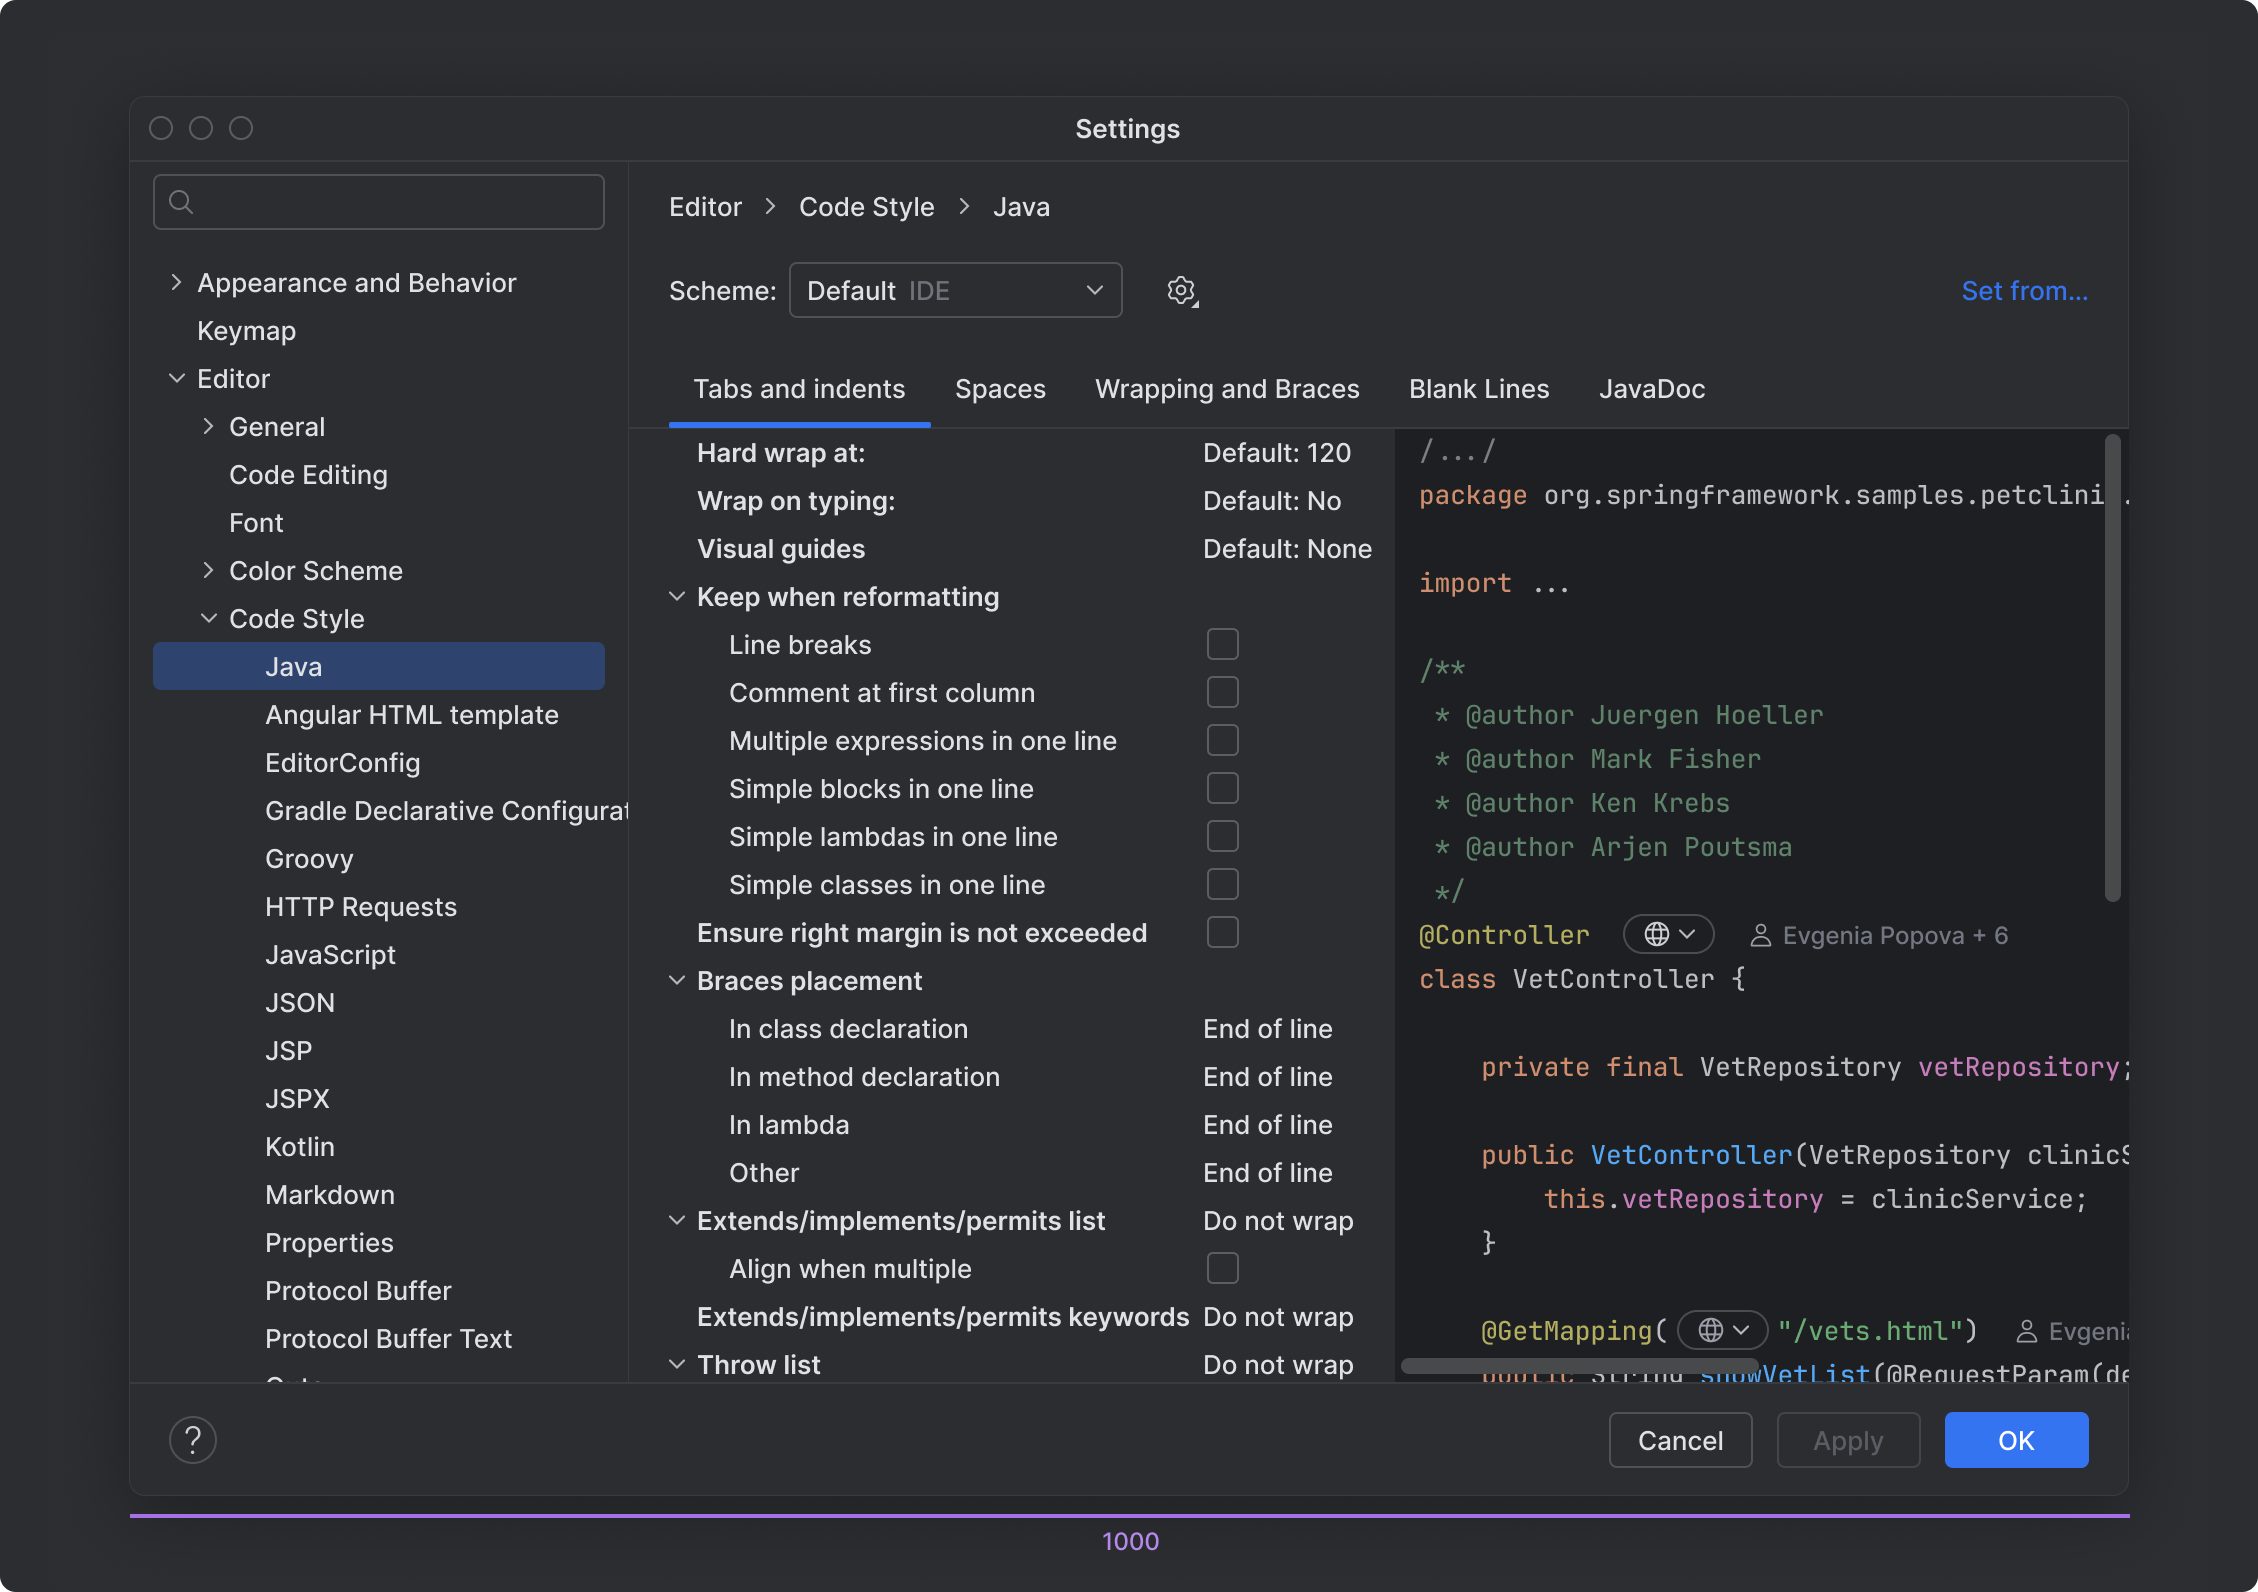 Settings
Appearance and Behavior
Keymap
Editor
General
Code Editing
Font
Color Scheme
Code Style
Java
Angular HTML template
EditorConfig
Gradle Declarative Configurat
Groovy
HTTP Requests
JavaScript
JSON
JSP
JSPX
Kotlin
Markdown
Properties
Protocol Buffer
Protocol Buffer Text
Editor > Code Style > Java
Scheme: Default IDE
Set from...
Tabs and indents Spaces Wrapping and Braces Blank Lines JavaDoc
Hard wrap at: Default: 120
Wrap on typing: Default: No
Visual guides Default: None
Keep when reformatting
Line breaks
Comment at first column
Multiple expressions in one line
Simple blocks in one line
Simple lambdas in one line
Simple classes in one line
Ensure right margin is not exceeded
Braces placement
In class declaration End of line
In method declaration End of line
In lambda End of line
Other End of line
Extends/implements/permits list Do not wrap
Align when multiple
Extends/implements/permits keywords Do not wrap
Throw list Do not wrap
/.../
package org.springframework.samples.petclini .
import ...
/**
* @author Juergen Hoeller
* @author Mark Fisher
* @author Ken Krebs
* @author Arjen Poutsma
*/
@Controller Evgenia Popova + 6
class VetController {
private final VetRepository vetRepository;
public VetController(VetRepository clinicS
this.vetRepository = clinicService;
}
@GetMapping( "/vets.html") Evgenia
public String showVetList(@RequestParam(de
? Cancel Apply OK
1000